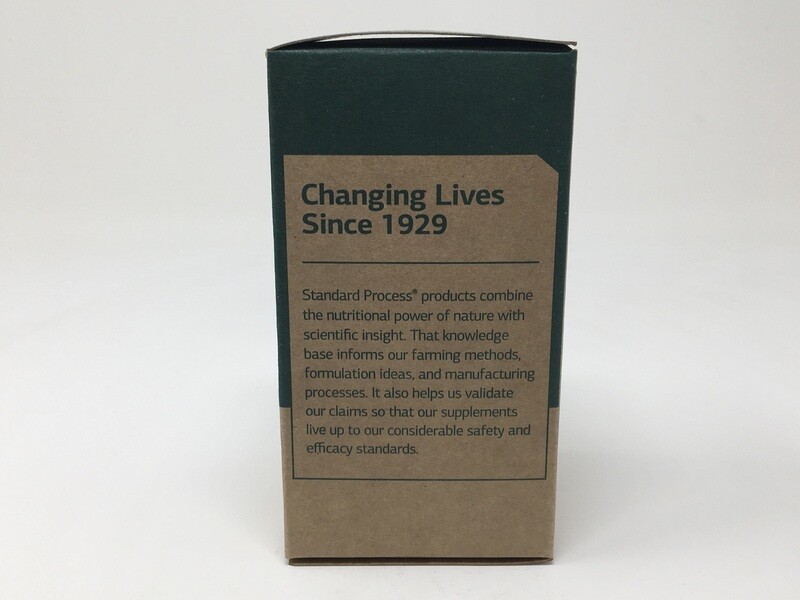 Changing Lives
Since 1929
Standard Process® products combine
the nutritional power of nature with
scientific insight. That knowledge
base informs our farming methods,
formulation ideas, and manufacturing
processes. It also helps us validate
our claims so that our supplements
live up to our considerable safety and
efficacy standards.